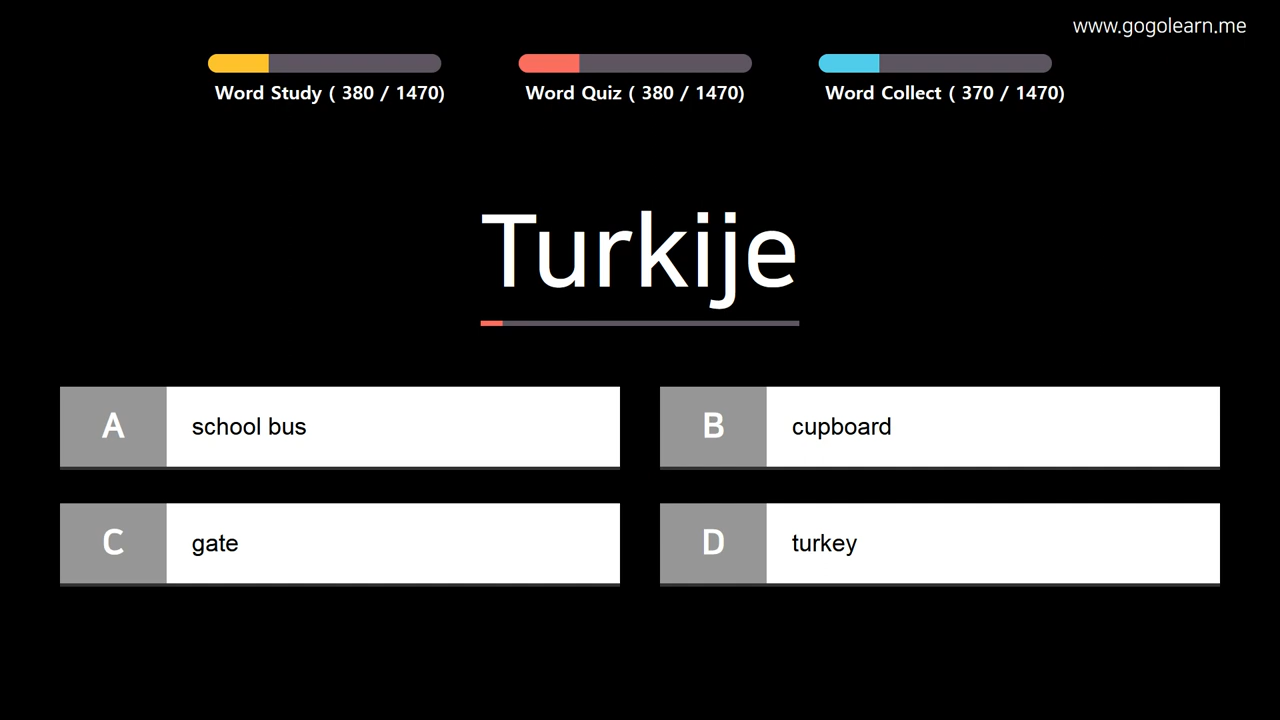 www.gogolearn.me
Word Study ( 380 / 1470)
Word Quiz ( 380 / 1470)
Word Collect ( 370 / 1470)
Turkije
A school bus
B cupboard
C gate
D turkey